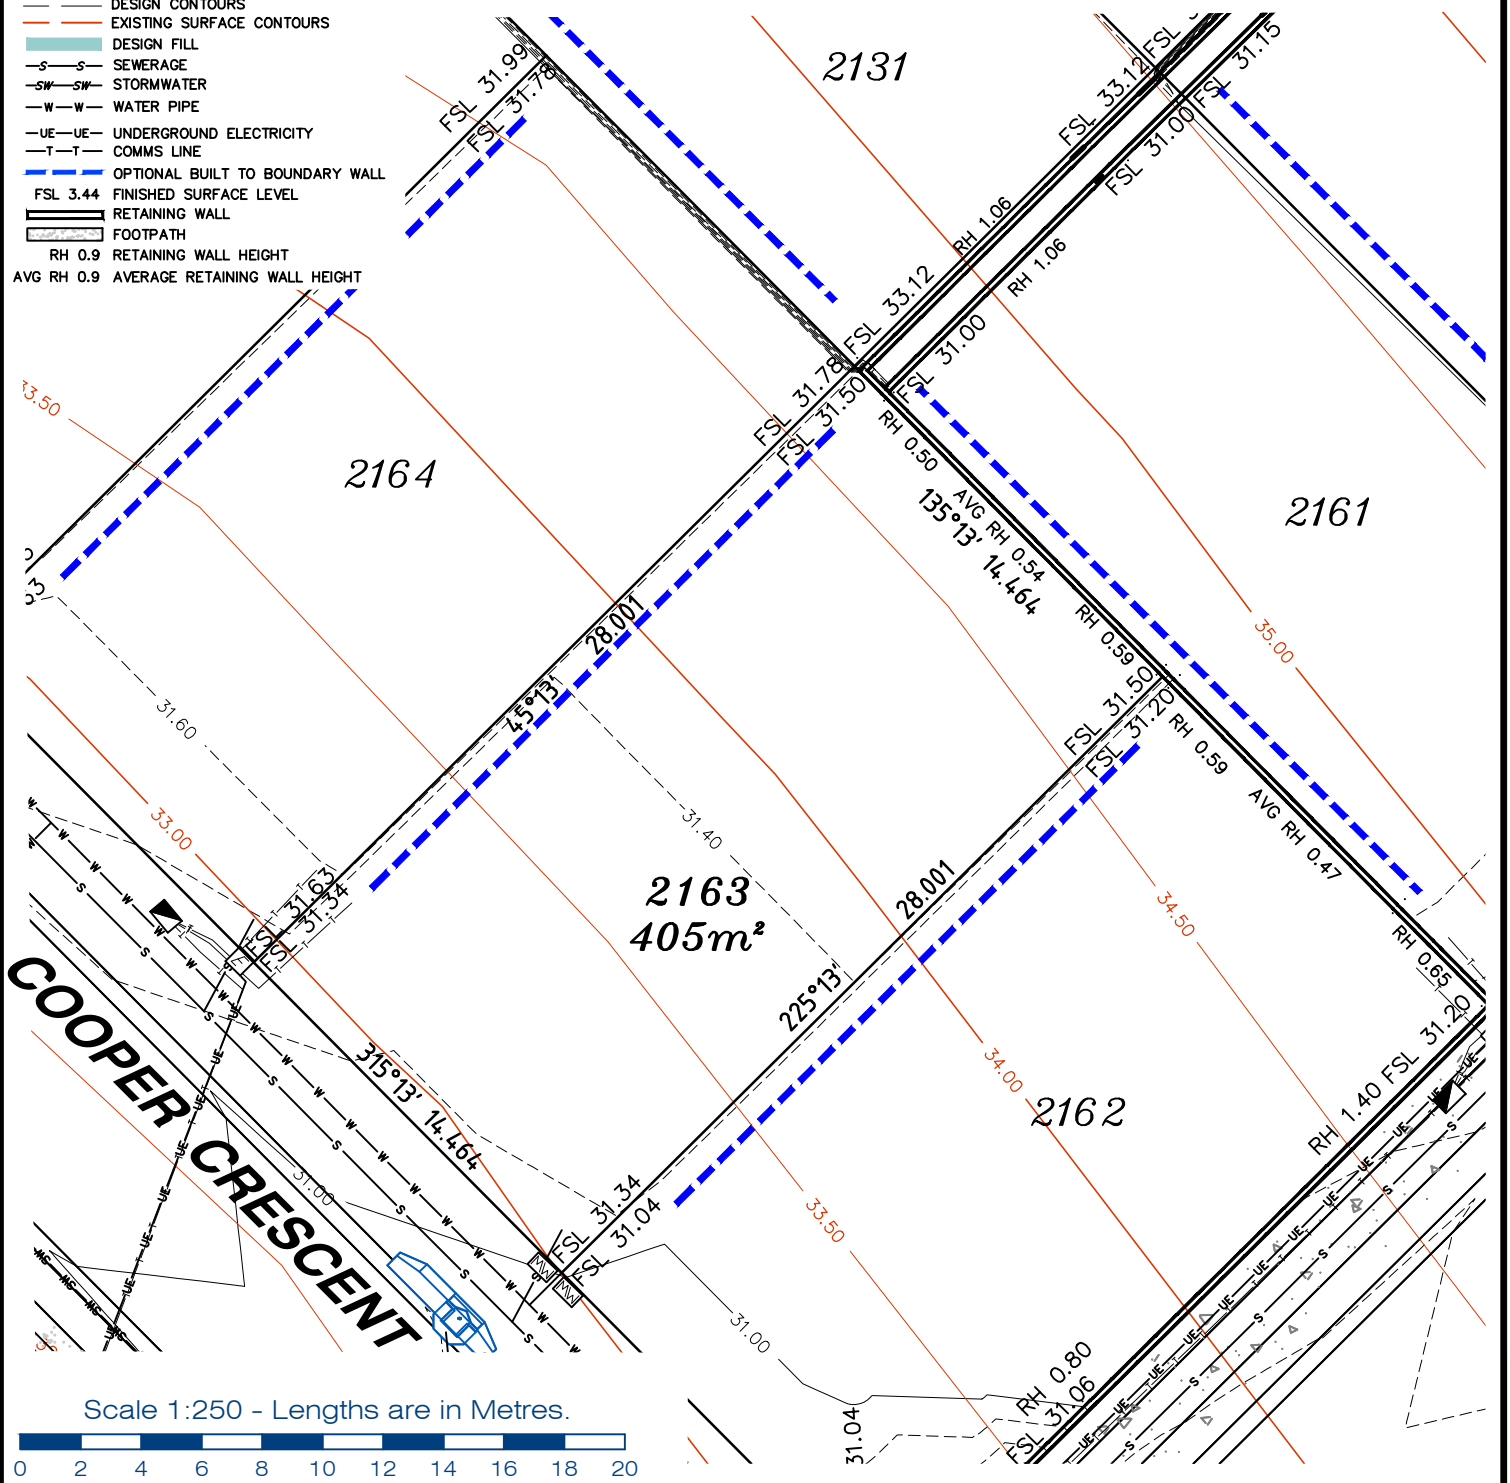 DESIGN CONTOURS
EXISTING SURFACE CONTOURS
DESIGN FILL
S S SEWERAGE
SW SW STORMWATER
W W WATER PIPE
UE UE UNDERGROUND ELECTRICITY
T T COMMS LINE
OPTIONAL BUILT TO BOUNDARY WALL
FSL 3.44 FINISHED SURFACE LEVEL
RETAINING WALL
FOOTPATH
RH 0.9 RETAINING WALL HEIGHT
AVG RH 0.9 AVERAGE RETAINING WALL HEIGHT
FSL 31.99
FSL 31.78
2131
FSL 33.12
FSL
FSL 31.15
FSL 31.00
RH 1.06
RH 1.06
FSL 33.12
FSL 31.00
FSL 31.78
FSL 31.50
33.50
2164
RH 0.50
AVG RH 0.54
135°13' 14.464
RH 0.59
2161
35.00
28.001
45°13'
31.60
31.40
FSL 31.50
FSL 31.20
RH 0.59
AVG RH 0.47
RH 0.65
33.00
FSL 31.63
FSL 31.34
2163
405m²
28.001
225°13'
34.50
34.00
33.50
2162
RH 1.40 FSL 31.20
COOPER CRESCENT
315°13' 14.464
31.00
FSL 31.34
FSL 31.04
MW
MW
31.00
RH 0.80
FSL 31.06
31.04
Scale 1:250 - Lengths are in Metres.
0 2 4 6 8 10 12 14 16 18 20